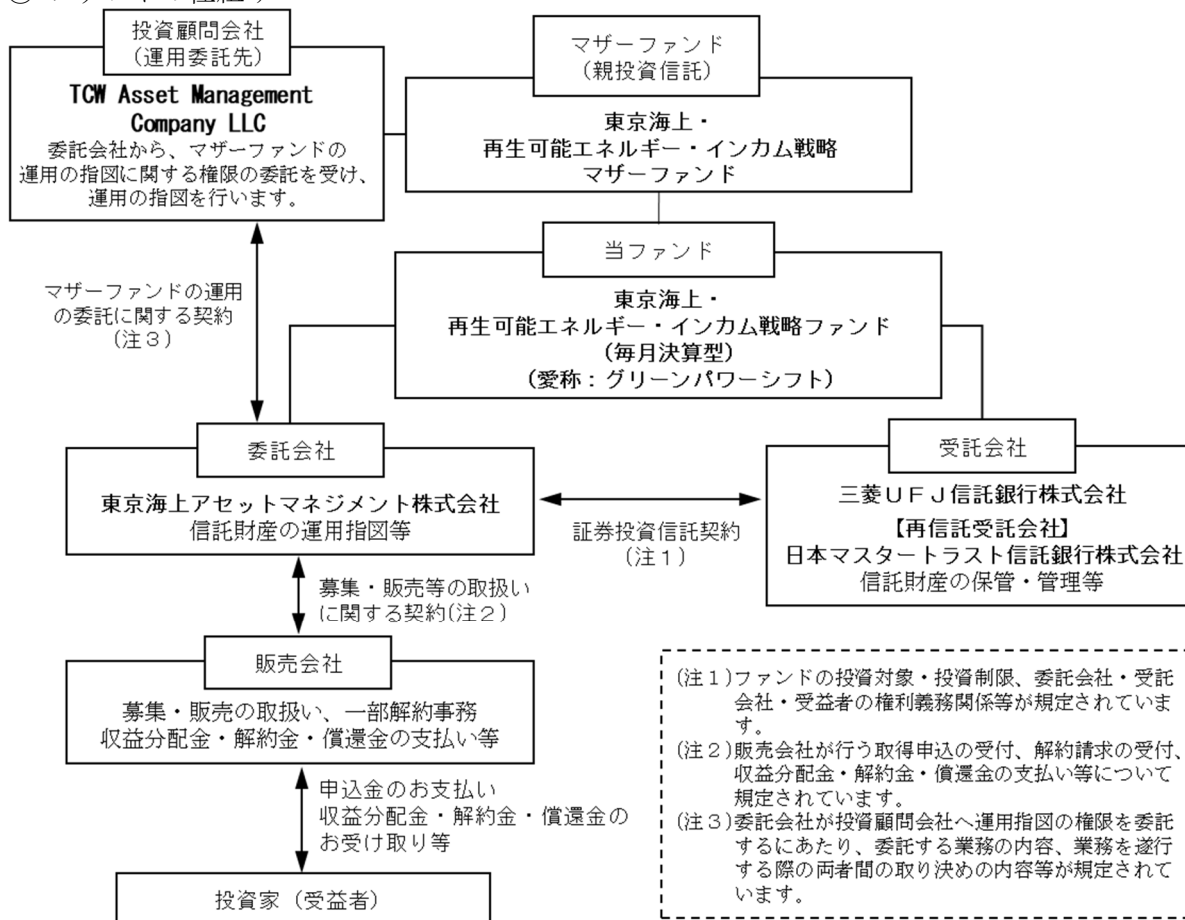 投資顧問会社
(運用委託先)
TCW Asset Management
Company LLC
委託会社から、マザーファンドの
運用の指図に関する権限の委託を受け、
運用の指図を行います。
マザーファンド
(親投資信託)
東京海上・
再生可能エネルギー・インカム戦略
マザーファンド
当ファンド
東京海上・
再生可能エネルギー・インカム戦略ファンド
(毎月決算型)
(愛称:グリーンパワーシフト)
マザーファンドの運用
の委託に関する契約
(注3)
委託会社
東京海上アセットマネジメント株式会社
信託財産の運用指図等
証券投資信託契約
(注1)
受託会社
三菱UFJ信託銀行株式会社
【再信託受託会社】
日本マスタートラスト信託銀行株式会社
信託財産の保管・管理等
募集・販売等の取扱い
に関する契約(注2)
販売会社
募集・販売の取扱い、一部解約事務
収益分配金・解約金・償還金の支払い等
申込金のお支払い
収益分配金・解約金・償還金の
お受け取り等
投資家(受益者)
(注1)ファンドの投資対象・投資制限、委託会社・受託
会社・受益者の権利義務関係等が規定されていま
す。
(注2)販売会社が行う取得申込の受付、解約請求の受付、
収益分配金・解約金・償還金の支払い等について
規定されています。
(注3)委託会社が投資顧問会社へ運用指図の権限を委託
するにあたり、委託する業務の内容、業務を遂行
する際の両者間の取り決めの内容等が規定されて
います。